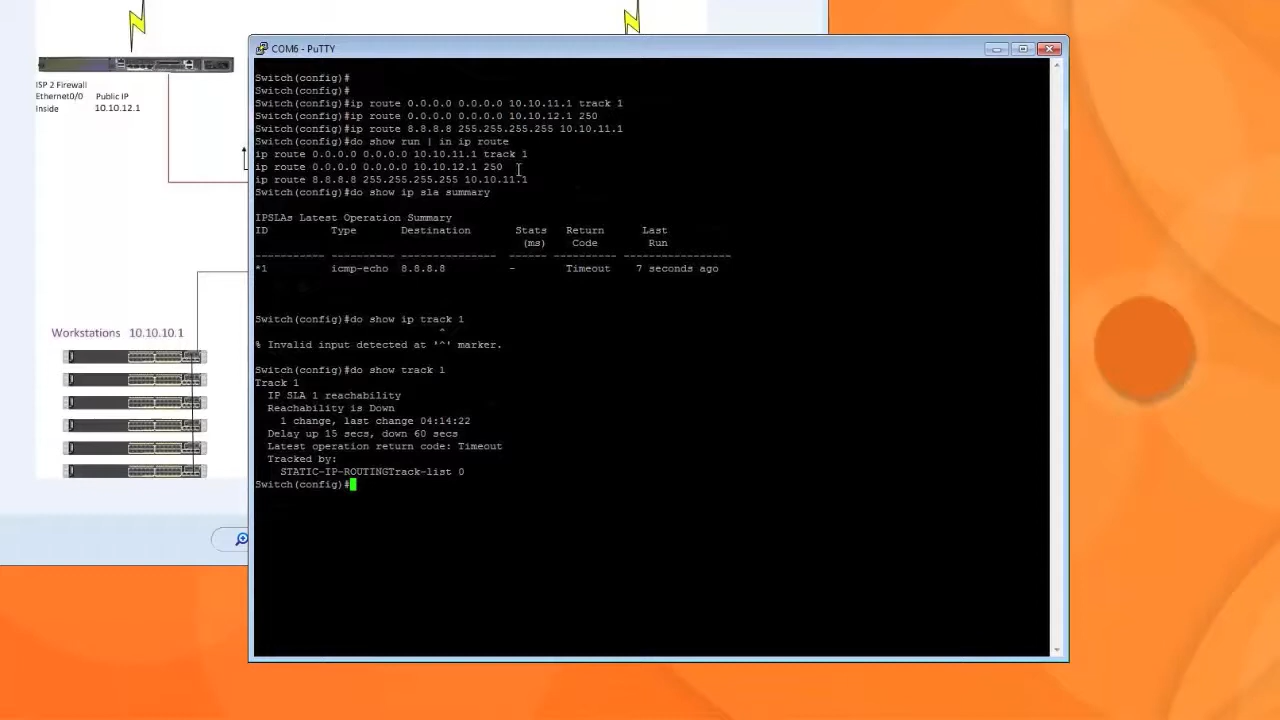 COM6 - PuTTY
Switch(config)#
Switch(config)#
Switch(config)#ip route 0.0.0.0 0.0.0.0 10.10.11.1 track 1
Switch(config)#ip route 0.0.0.0 0.0.0.0 10.10.12.1 250
Switch(config)#ip route 8.8.8.8 255.255.255.255 10.10.11.1
Switch(config)#do show run | in ip route
ip route 0.0.0.0 0.0.0.0 10.10.11.1 track 1
ip route 0.0.0.0 0.0.0.0 10.10.12.1 250
ip route 8.8.8.8 255.255.255.255 10.10.11.1
Switch(config)#do show ip sla summary
IPSLAs Latest Operation Summary
ID Type Destination Stats Return Last
(ms) Code Run
----------- ---------- --------------- ------ ---------- -----------------
*1 icmp-echo 8.8.8.8 - Timeout 7 seconds ago
Switch(config)#do show ip track 1
^
% Invalid input detected at '^' marker.
Switch(config)#do show track 1
Track 1
IP SLA 1 reachability
Reachability is Down
1 change, last change 04:14:22
Delay up 15 secs, down 60 secs
Latest operation return code: Timeout
Tracked by:
STATIC-IP-ROUTINGTrack-list 0
Switch(config)#
ISP 2 Firewall
Ethernet0/0 Public IP
Inside 10.10.12.1
Workstations 10.10.10.1